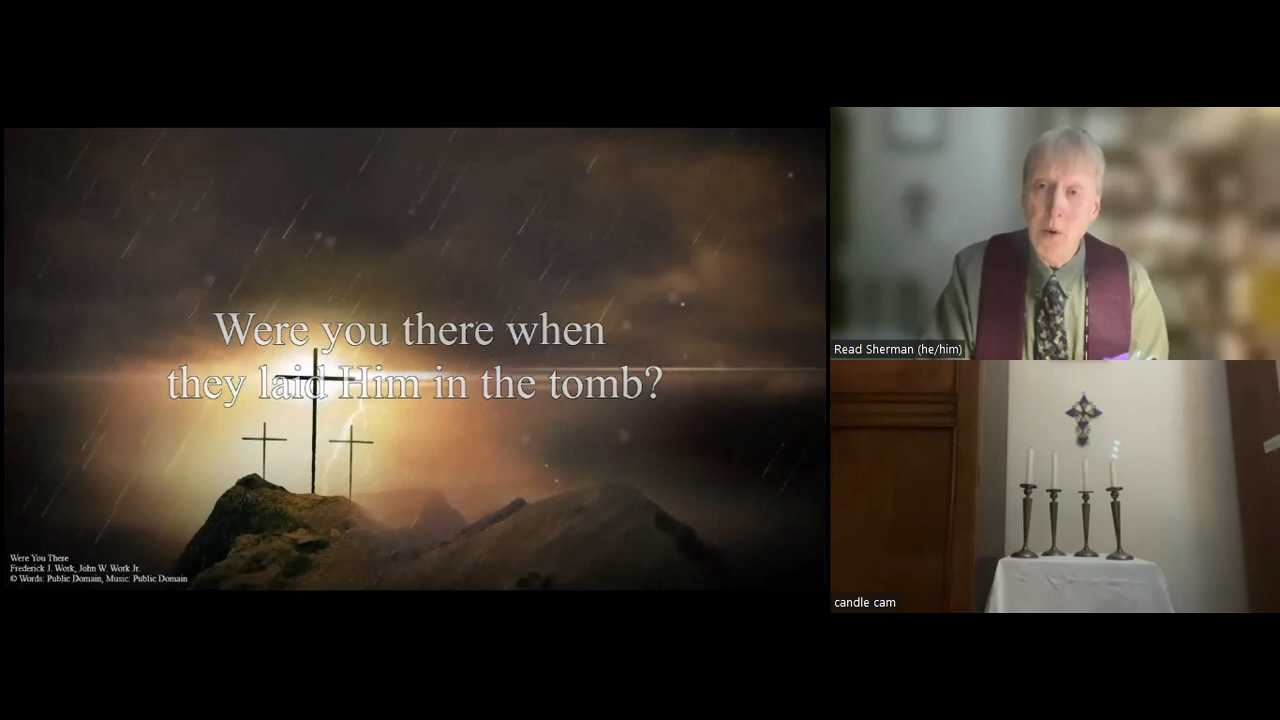 Were you there when
they laid Him in the tomb?
Were You There
Frederick J. Work, John W. Work Jr.
© Words: Public Domain, Music: Public Domain
Read Sherman (he/him)
candle cam